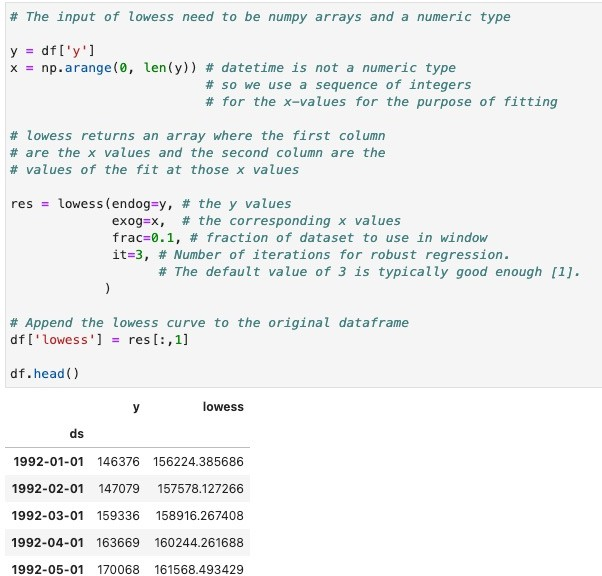 # The input of lowess need to be numpy arrays and a numeric type
y = df['y']
x = np.arange(0, len(y)) # datetime is not a numeric type
# so we use a sequence of integers
# for the x-values for the purpose of fitting
# lowess returns an array where the first column
# are the x values and the second column are the
# values of the fit at those x values
res = lowess(endog=y, # the y values
exog=x, # the corresponding x values
frac=0.1, # fraction of dataset to use in window
it=3, # Number of iterations for robust regression.
# The default value of 3 is typically good enough [1].
)
# Append the lowess curve to the original dataframe
df['lowess'] = res[:,1]
df.head()
y lowess
ds
1992-01-01 146376 156224.385686
1992-02-01 147079 157578.127266
1992-03-01 159336 158916.267408
1992-04-01 163669 160244.261688
1992-05-01 170068 161568.493429